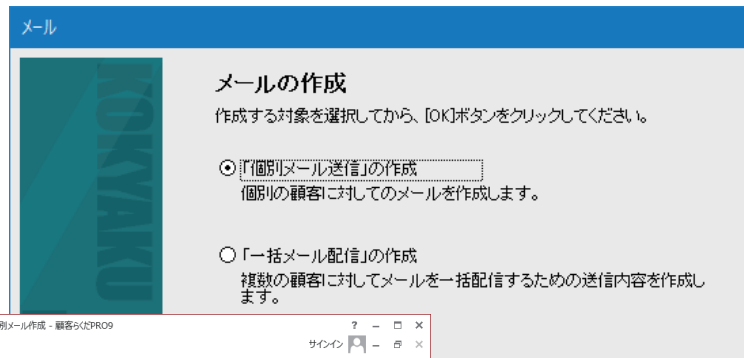 メール
KOKYAKU
メールの作成
作成する対象を選択してから、[OK]ボタンをクリックしてください。
「個別メール送信」の作成
個別の顧客に対してのメールを作成します。
「一括メール配信」の作成
複数の顧客に対してメールを一括配信するための送信内容を作成し
ます。
別メール作成 - 顧客らくだPRO9
サインイン